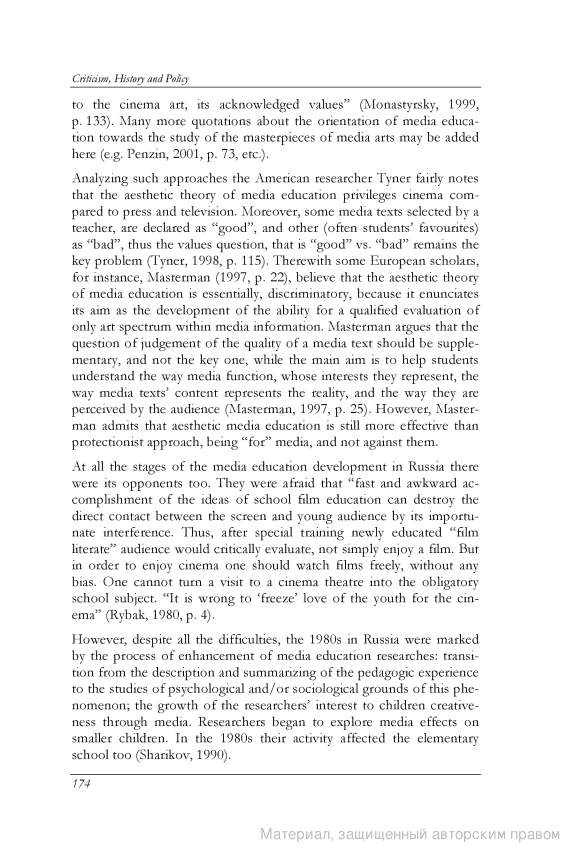 Criticism, History and Policy
to the cinema art, its acknowledged values” (Monastyrsky, 1999,
p. 133). Many more quotations about the orientation of media educa-
tion towards the study of the masterpieces of media arts may be added
here (e.g. Penzin, 2001, p. 73, etc.).
Analyzing such approaches the American researcher Tyner fairly notes
that the aesthetic theory of media education privileges cinema com-
pared to press and television. Moreover, some media texts selected by a
teacher, are declared as “good”, and other (often students’ favourites)
as “bad”, thus the values question, that is “good” vs. “bad” remains the
key problem (Tyner, 1998, p. 115). Therewith some European scholars,
for instance, Masterman (1997, p. 22), believe that the aesthetic theory
of media education is essentially, discriminatory, because it enunciates
its aim as the development of the ability for a qualified evaluation of
only art spectrum within media information. Masterman argues that the
question of judgement of the quality of a media text should be supple-
mentary, and not the key one, while the main aim is to help students
understand the way media function, whose interests they represent, the
way media texts’ content represents the reality, and the way they are
perceived by the audience (Masterman, 1997, p. 25). However, Master-
man admits that aesthetic media education is still more effective than
protectionist approach, being “for” media, and not against them.
At all the stages of the media education development in Russia there
were its opponents too. They were afraid that “fast and awkward ac-
complishment of the ideas of school film education can destroy the
direct contact between the screen and young audience by its importu-
nate interference. Thus, after special training newly educated “film
literate” audience would critically evaluate, not simply enjoy a film. But
in order to enjoy cinema one should watch films freely, without any
bias. One cannot turn a visit to a cinema theatre into the obligatory
school subject. “It is wrong to ‘freeze’ love of the youth for the cin-
ema” (Rybak, 1980, p. 4).
However, despite all the difficulties, the 1980s in Russia were marked
by the process of enhancement of media education researches: transi-
tion from the description and summarizing of the pedagogic experience
to the studies of psychological and/or sociological grounds of this phe-
nomenon; the growth of the researchers’ interest to children creative-
ness through media. Researchers began to explore media effects on
smaller children. In the 1980s their activity affected the elementary
school too (Sharikov, 1990).
174
Материал, защищенный авторским правом